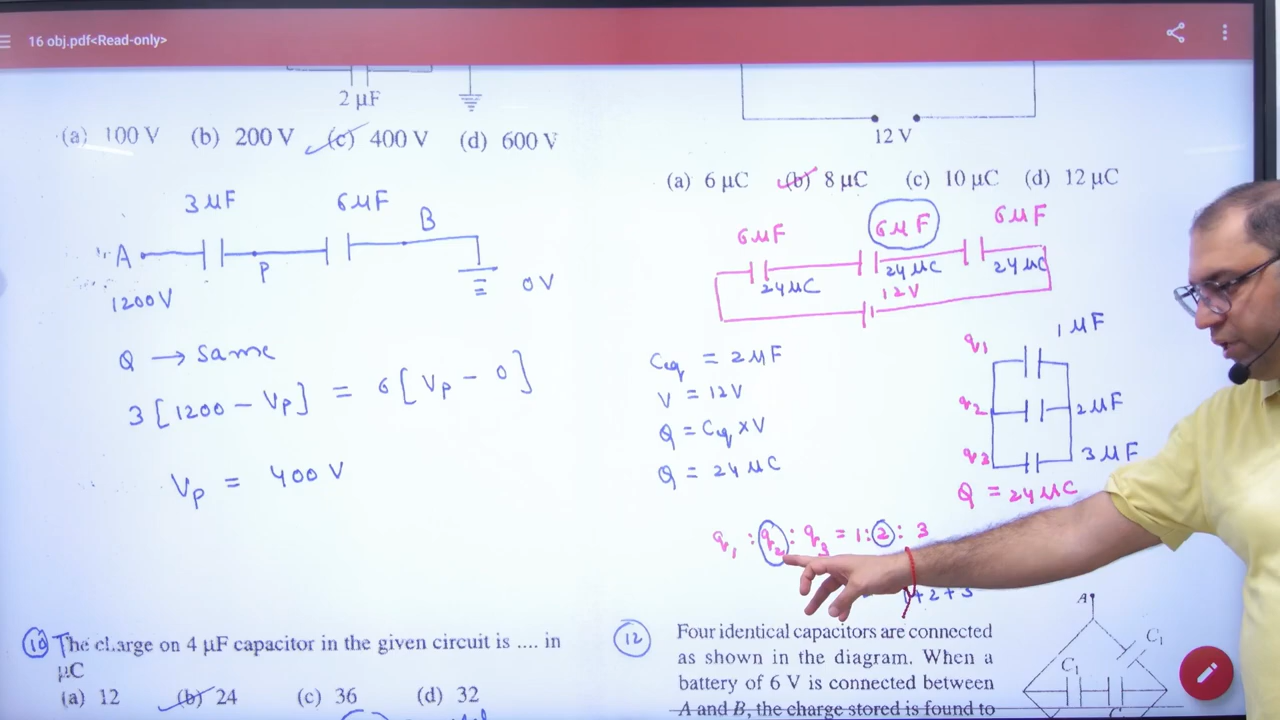 16 obj.pdf<Read-only>
2 μF
(a) 100 V (b) 200 V (c) 400 V (d) 600 V
3 μF 6 μF
A P B
1200V 0V
Q → Same
3 [1200 - Vp] = 6 [Vp - 0]
Vp = 400 V
10 The charge on 4 μF capacitor in the given circuit is .... in
μC
(a) 12 (b) 24 (c) 36 (d) 32
12 V
(a) 6 μC (b) 8 μC (c) 10 μC (d) 12 μC
6 μF 6 μF 6 μF
24 μC 24 μC 24 μC
12V
Ceq = 2 μF
V = 12V
Q = Ceq x V
Q = 24 μC
q1 1 μF
q2 2 μF
q3 3 μF
Q = 24 μC
q1 : q2 : q3 = 1 : 2 : 3
1+2+3
12 Four identical capacitors are connected
as shown in the diagram. When a
battery of 6 V is connected between
A and B, the charge stored is found to
A
C1
C1